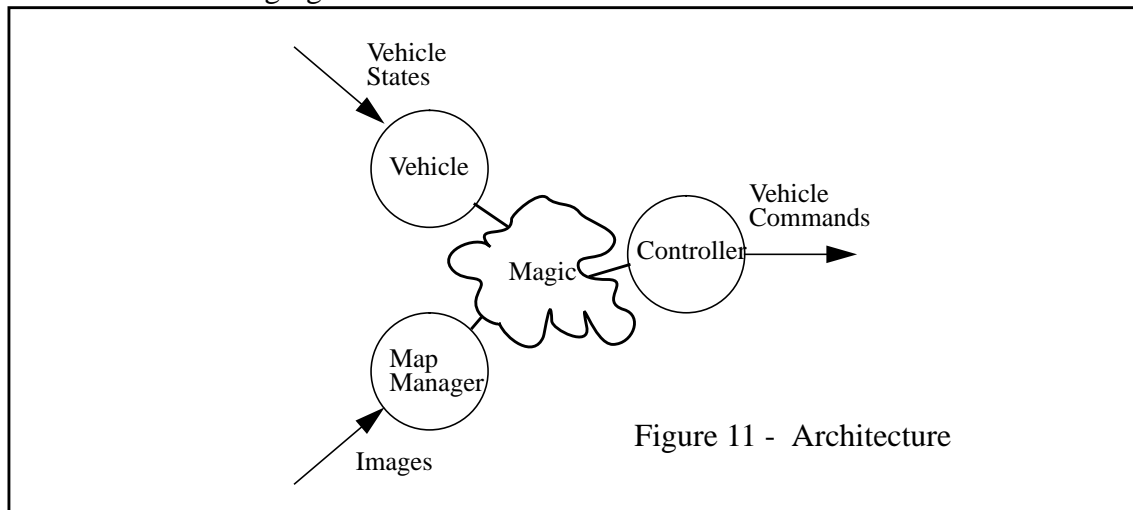 Vehicle
States
Vehicle
Vehicle
Commands
Magic
Controller
Map
Manager
Images
Figure 11 - Architecture